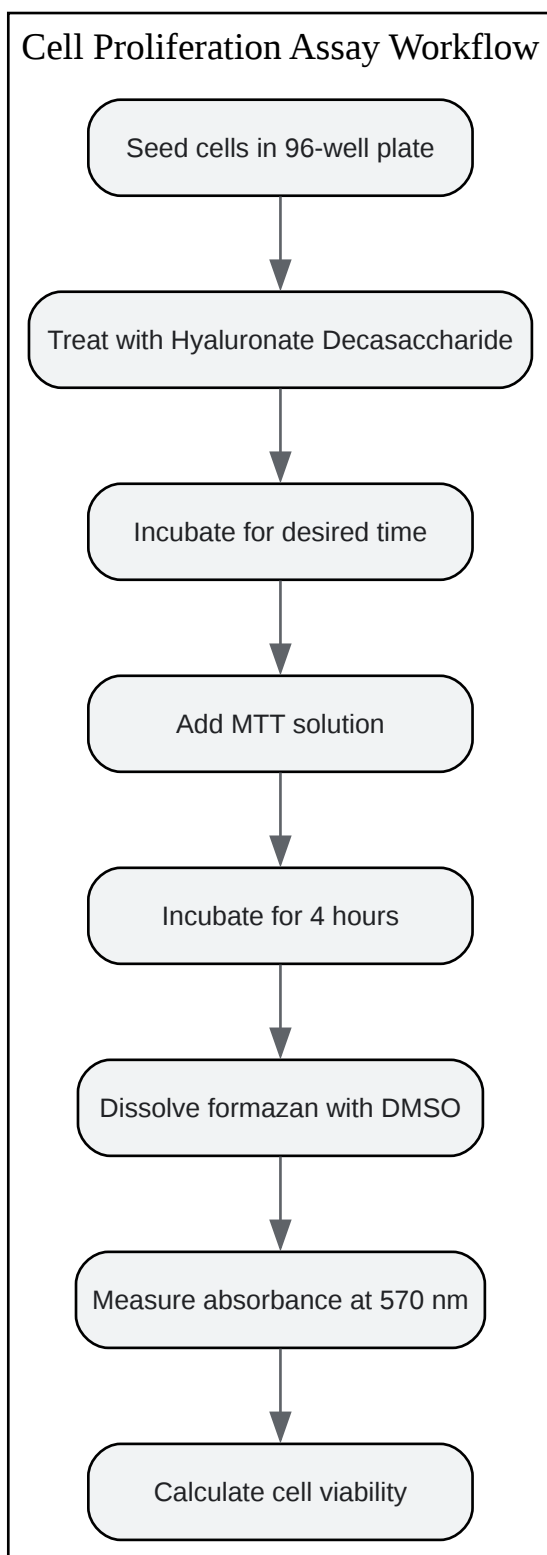 Cell Proliferation Assay Workflow
Seed cells in 96-well plate
Treat with Hyaluronate Decasaccharide
Incubate for desired time
Add MTT solution
Incubate for 4 hours
Dissolve formazan with DMSO
Measure absorbance at 570 nm
Calculate cell viability